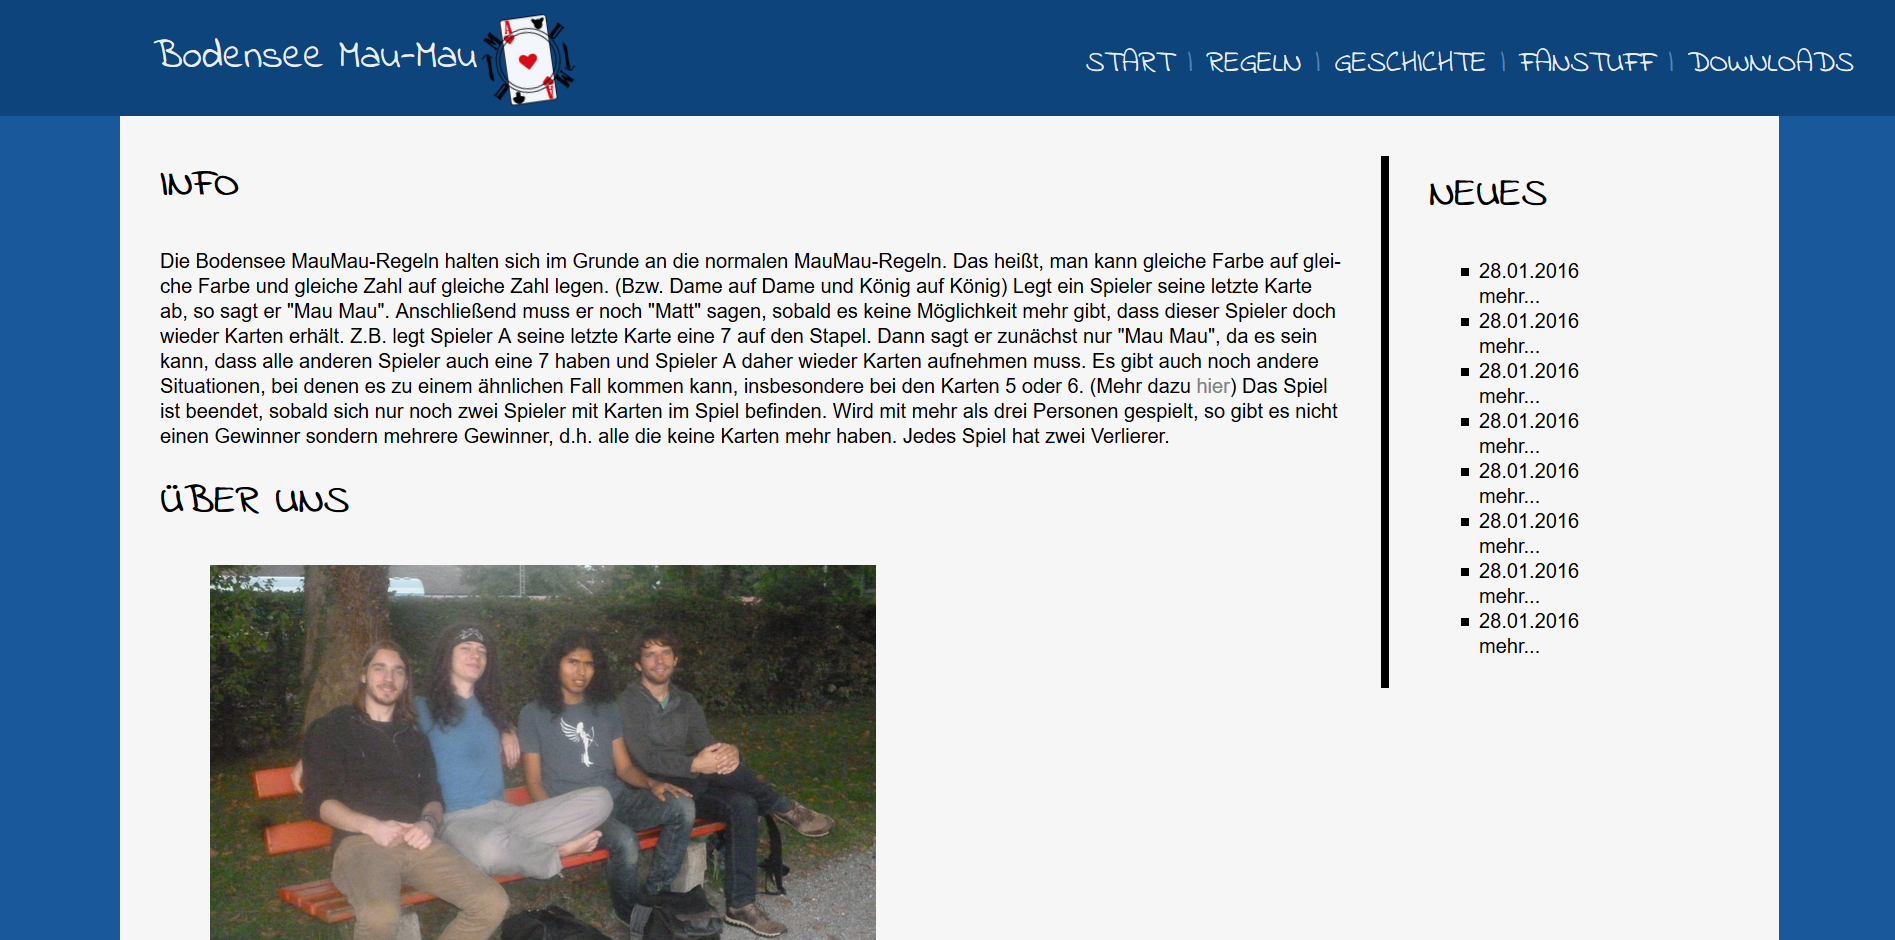 Bodensee Mau-Mau
START | REGELN | GESCHICHTE | FANSTUFF | DOWNLOADS
INFO
Die Bodensee MauMau-Regeln halten sich im Grunde an die normalen MauMau-Regeln. Das heißt, man kann gleiche Farbe auf glei-
che Farbe und gleiche Zahl auf gleiche Zahl legen. (Bzw. Dame auf Dame und König auf König) Legt ein Spieler seine letzte Karte
ab, so sagt er "Mau Mau". Anschließend muss er noch "Matt" sagen, sobald es keine Möglichkeit mehr gibt, dass dieser Spieler doch
wieder Karten erhält. Z.B. legt Spieler A seine letzte Karte eine 7 auf den Stapel. Dann sagt er zunächst nur "Mau Mau", da es sein
kann, dass alle anderen Spieler auch eine 7 haben und Spieler A daher wieder Karten aufnehmen muss. Es gibt auch noch andere
Situationen, bei denen es zu einem ähnlichen Fall kommen kann, insbesondere bei den Karten 5 oder 6. (Mehr dazu hier) Das Spiel
ist beendet, sobald sich nur noch zwei Spieler mit Karten im Spiel befinden. Wird mit mehr als drei Personen gespielt, so gibt es nicht
einen Gewinner sondern mehrere Gewinner, d.h. alle die keine Karten mehr haben. Jedes Spiel hat zwei Verlierer.
ÜBER UNS
NEUES
28.01.2016
mehr...
28.01.2016
mehr...
28.01.2016
mehr...
28.01.2016
mehr...
28.01.2016
mehr...
28.01.2016
mehr...
28.01.2016
mehr...
28.01.2016
mehr...